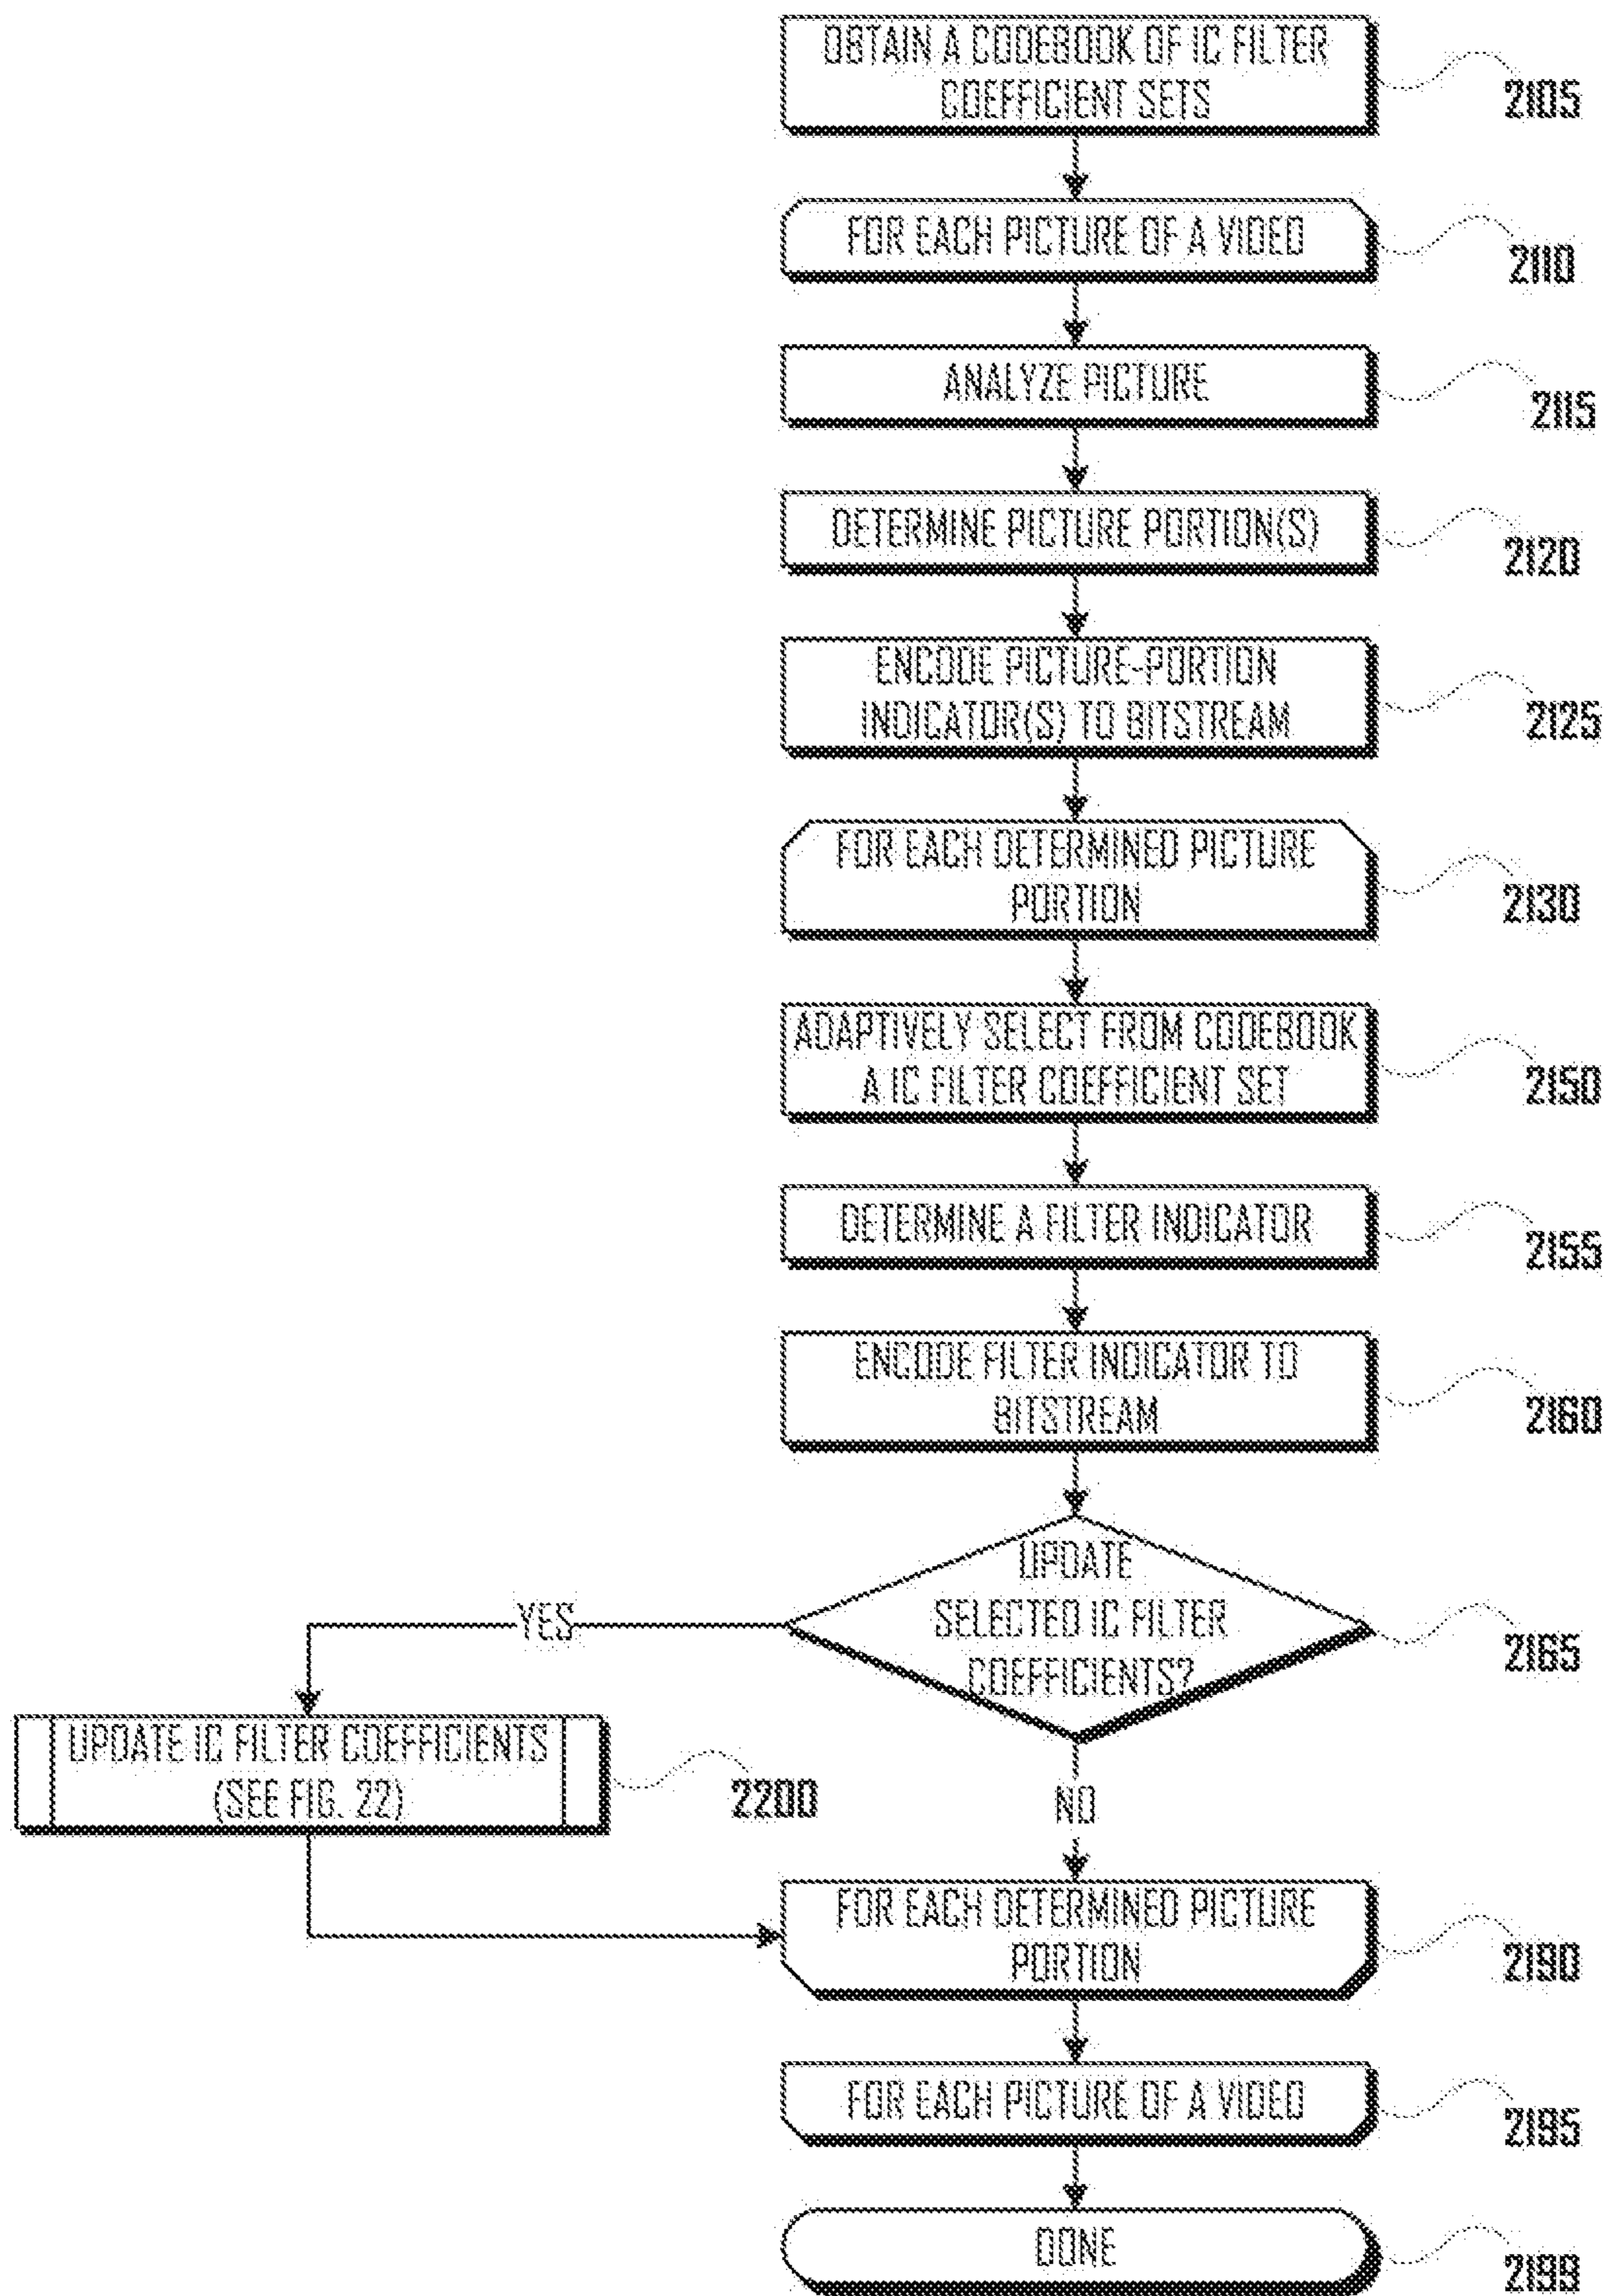 OBTAIN A CODEBOOK OF IC FILTER
COEFFICIENT SETS
2105
FOR EACH PICTURE OF A VIDEO
2110
ANALYZE PICTURE
2115
DETERMINE PICTURE PORTION(S)
2120
ENCODE PICTURE-PORTION
INDICATOR(S) TO BITSTREAM
2125
FOR EACH DETERMINED PICTURE
PORTION
2130
ADAPTIVELY SELECT FROM CODEBOOK
A IC FILTER COEFFICIENT SET
2150
DETERMINE A FILTER INDICATOR
2155
ENCODE FILTER INDICATOR TO
BITSTREAM
2160
UPDATE
SELECTED IC FILTER
COEFFICIENTS?
2165
YES
UPDATE IC FILTER COEFFICIENTS
(SEE FIG. 22)
2200
NO
FOR EACH DETERMINED PICTURE
PORTION
2190
FOR EACH PICTURE OF A VIDEO
2195
DONE
2199